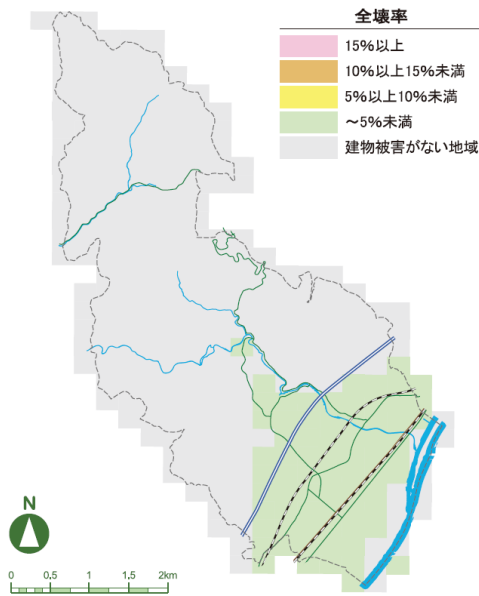 全壊率
15%以上
10%以上15%未満
5%以上10%未満
～5%未満
建物被害がない地域
N
0 0.5 1 1.5 2km